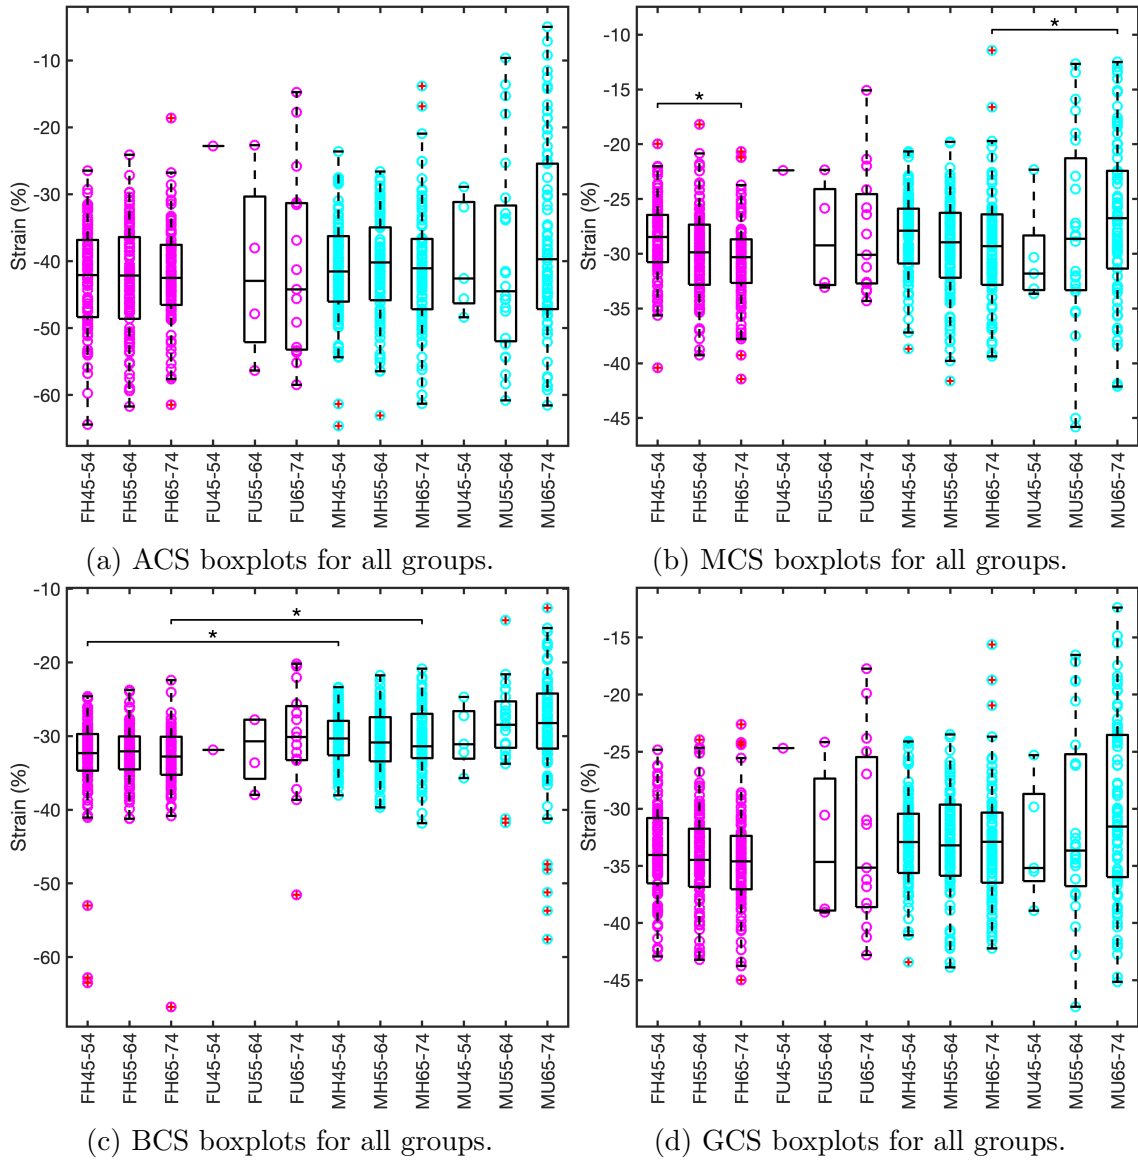 -10
-20
-30
-40
-50
-60
Strain (%)
FH45-54
FH55-64
FH65-74
FU45-54
FU55-64
FU65-74
MH45-54
MH55-64
MH65-74
MU45-54
MU55-64
MU65-74
(a) ACS boxplots for all groups.
-10
-15
-20
-25
-30
-35
-40
-45
Strain (%)
*
*
FH45-54
FH55-64
FH65-74
FU45-54
FU55-64
FU65-74
MH45-54
MH55-64
MH65-74
MU45-54
MU55-64
MU65-74
(b) MCS boxplots for all groups.
-10
-20
-30
-40
-50
-60
Strain (%)
*
*
FH45-54
FH55-64
FH65-74
FU45-54
FU55-64
FU65-74
MH45-54
MH55-64
MH65-74
MU45-54
MU55-64
MU65-74
(c) BCS boxplots for all groups.
-15
-20
-25
-30
-35
-40
-45
Strain (%)
FH45-54
FH55-64
FH65-74
FU45-54
FU55-64
FU65-74
MH45-54
MH55-64
MH65-74
MU45-54
MU55-64
MU65-74
(d) GCS boxplots for all groups.